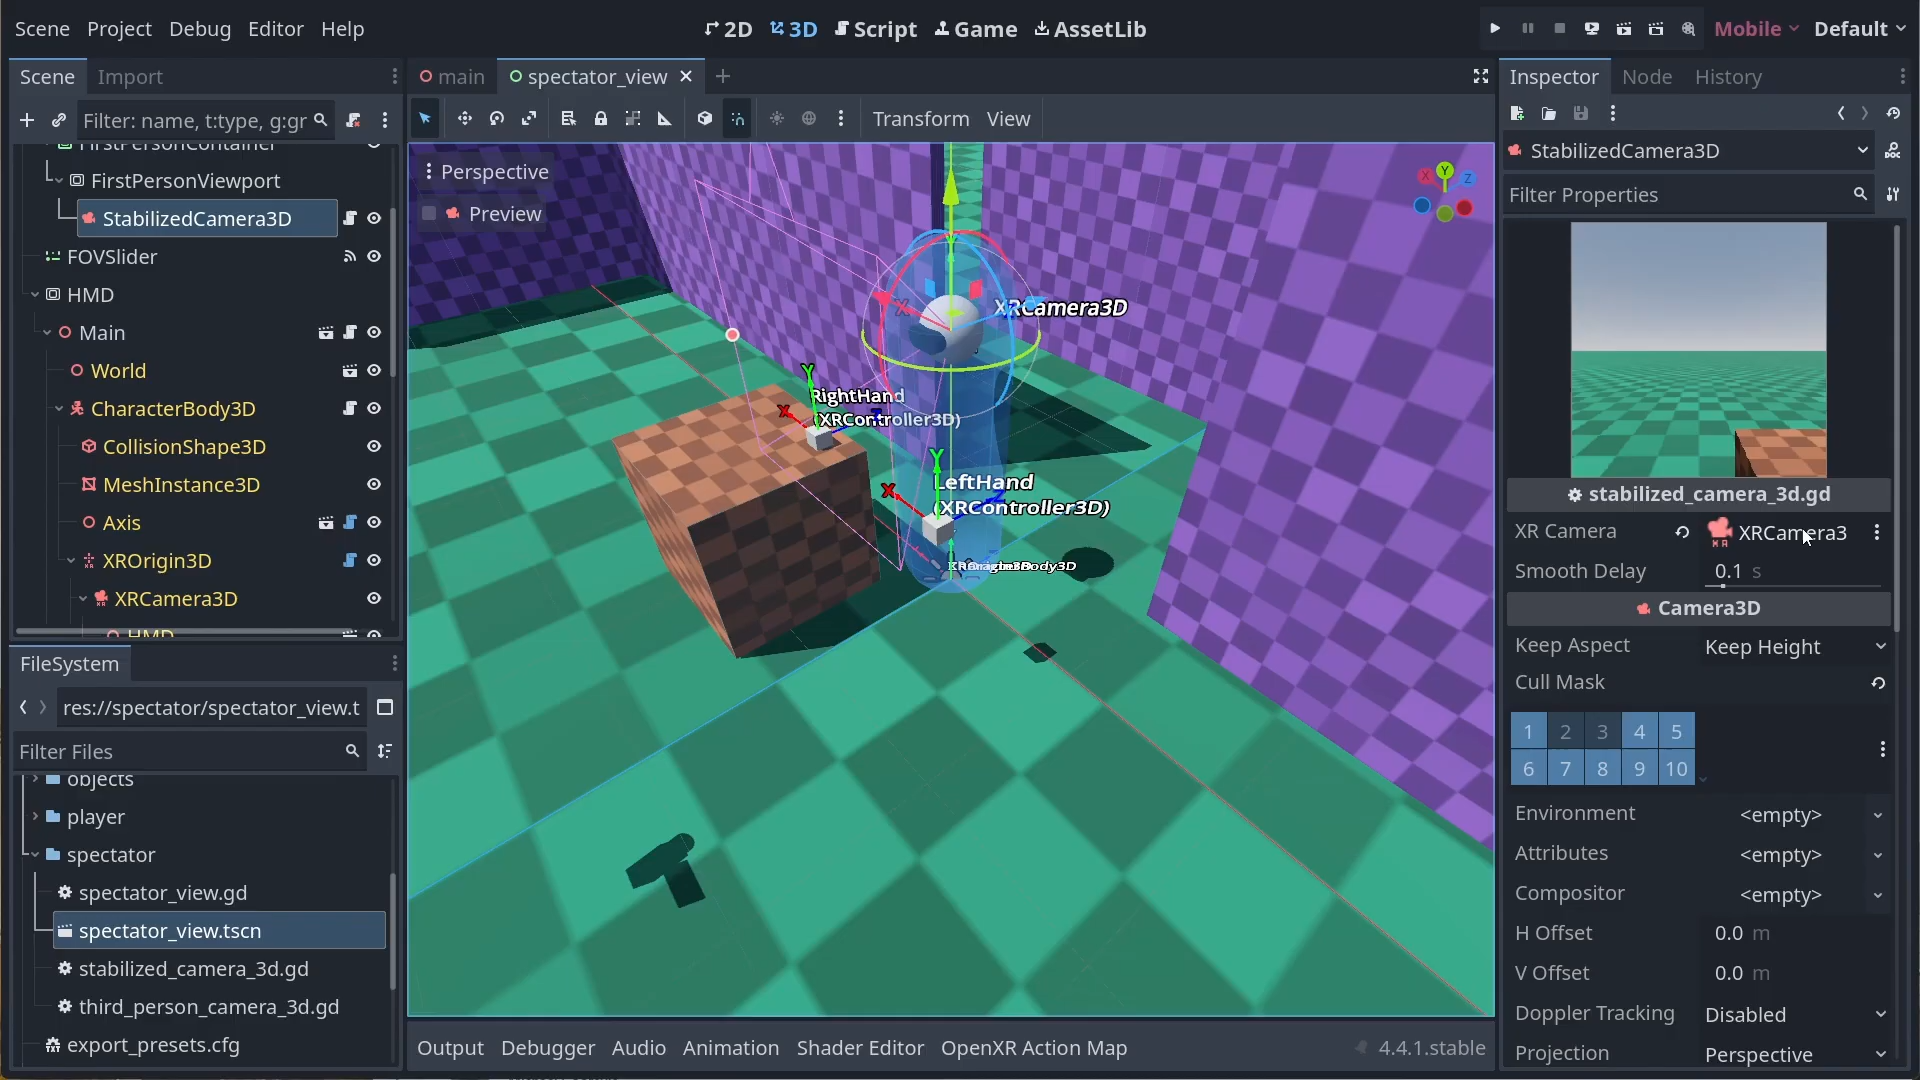 Scene Project Debug Editor Help
2D 3D Script Game AssetLib
Mobile Default
Scene Import
Filter: name, t:type, g:gr
FirstPersonContainer
FirstPersonViewport
StabilizedCamera3D
FOVSlider
HMD
Main
World
CharacterBody3D
CollisionShape3D
MeshInstance3D
Axis
XROrigin3D
XRCamera3D
HMD
FileSystem
res://spectator/spectator_view.t
Filter Files
objects
player
spectator
spectator_view.gd
spectator_view.tscn
stabilized_camera_3d.gd
third_person_camera_3d.gd
export_presets.cfg
main spectator_view
Transform View
Perspective
Preview
X Y Z
Y
X
XRCamera3D
Y
RightHand
X
(XRController3D)
Y
LeftHand
X Z
(XRController3D)
Output Debugger Audio Animation Shader Editor OpenXR Action Map 4.4.1.stable
Inspector Node History
StabilizedCamera3D
Filter Properties
stabilized_camera_3d.gd
XR Camera XRCamera3
Smooth Delay 0.1 s
Camera3D
Keep Aspect Keep Height
Cull Mask
1 2 3 4 5
6 7 8 9 10
Environment <empty>
Attributes <empty>
Compositor <empty>
H Offset 0.0 m
V Offset 0.0 m
Doppler Tracking Disabled
Projection Perspective